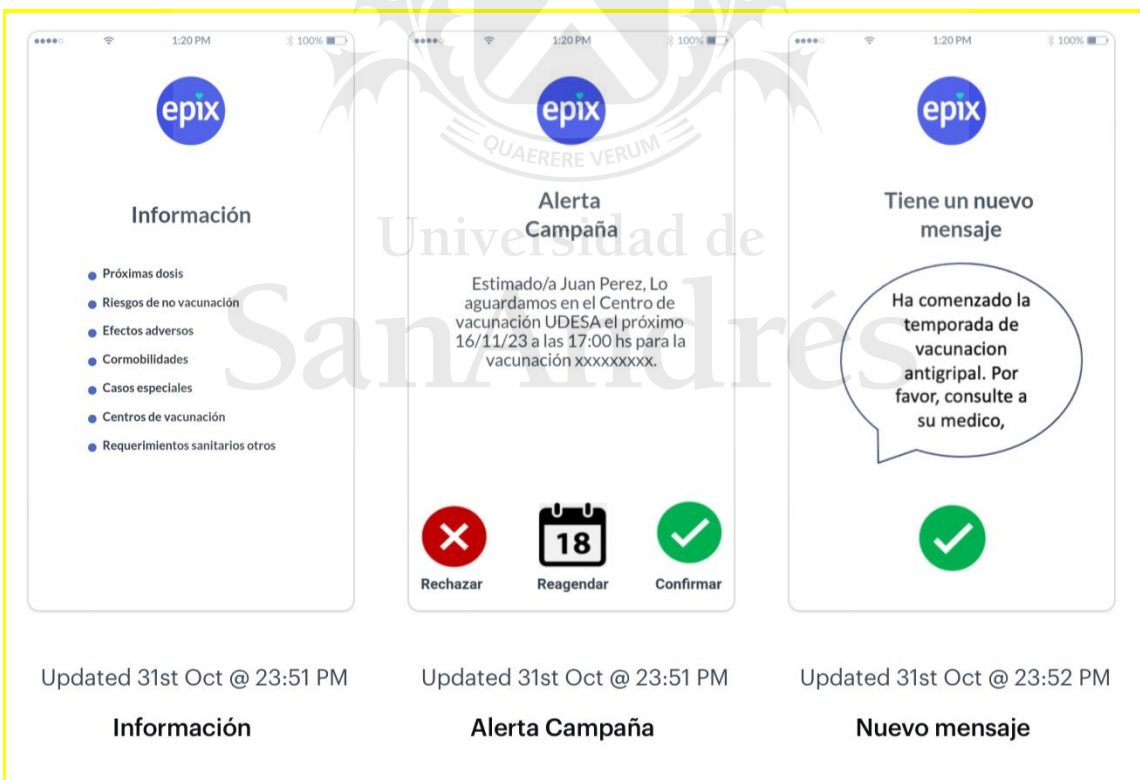 1:20 PM
100%
epix
Información
Próximas dosis
Riesgos de no vacunación
Efectos adversos
Cormobilidades
Casos especiales
Centros de vacunación
Requerimientos sanitarios otros
Updated 31st Oct @ 23:51 PM
Información
1:20 PM
100%
epix
Alerta
Campaña
Estimado/a Juan Perez, Lo
aguardamos en el Centro de
vacunación UDESA el próximo
16/11/23 a las 17:00 hs para la
vacunación xxxxxxxxx.
18
Rechazar
Reagendar
Confirmar
Updated 31st Oct @ 23:51 PM
Alerta Campaña
1:20 PM
100%
epix
Tiene un nuevo
mensaje
Ha comenzado la
temporada de
vacunacion
antigripal. Por
favor, consulte a
su medico,
Updated 31st Oct @ 23:52 PM
Nuevo mensaje
QUAERERE VERUM
Universidad de
SanAndrés